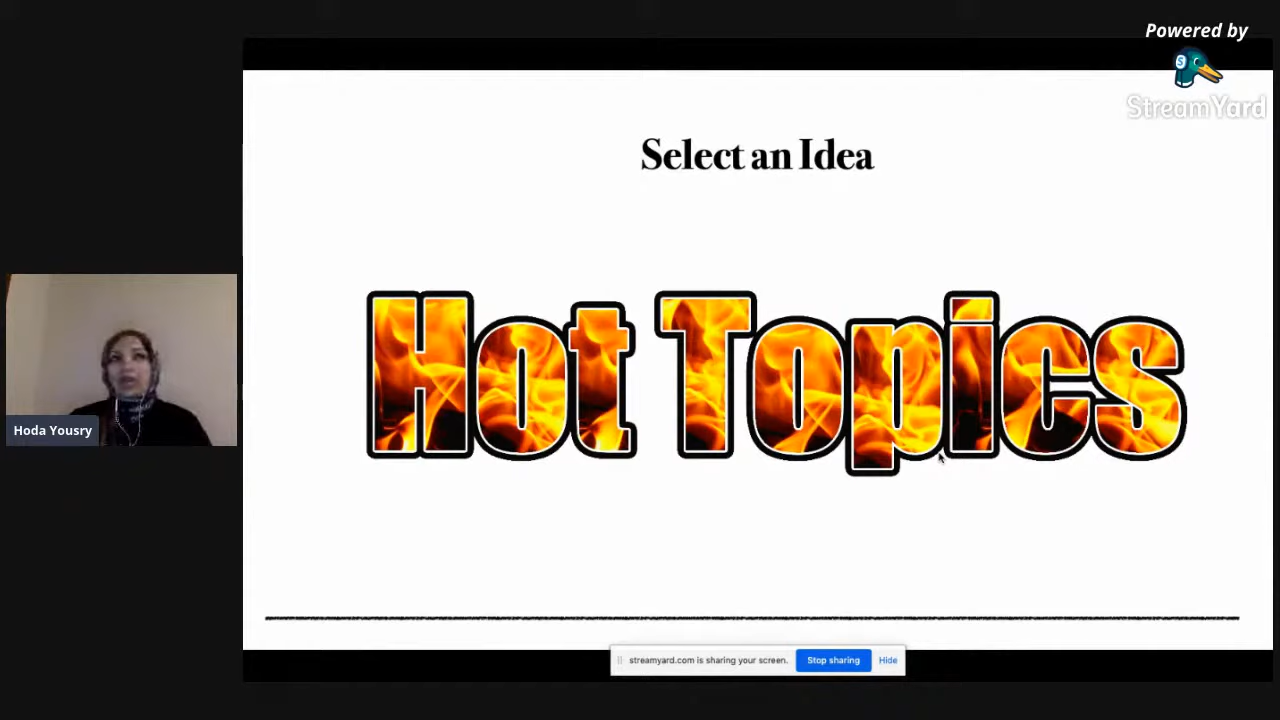 Powered by
StreamYard
Select an Idea
Hot Topics
Hoda Yousry
streamyard.com is sharing your screen.
Stop sharing
Hide